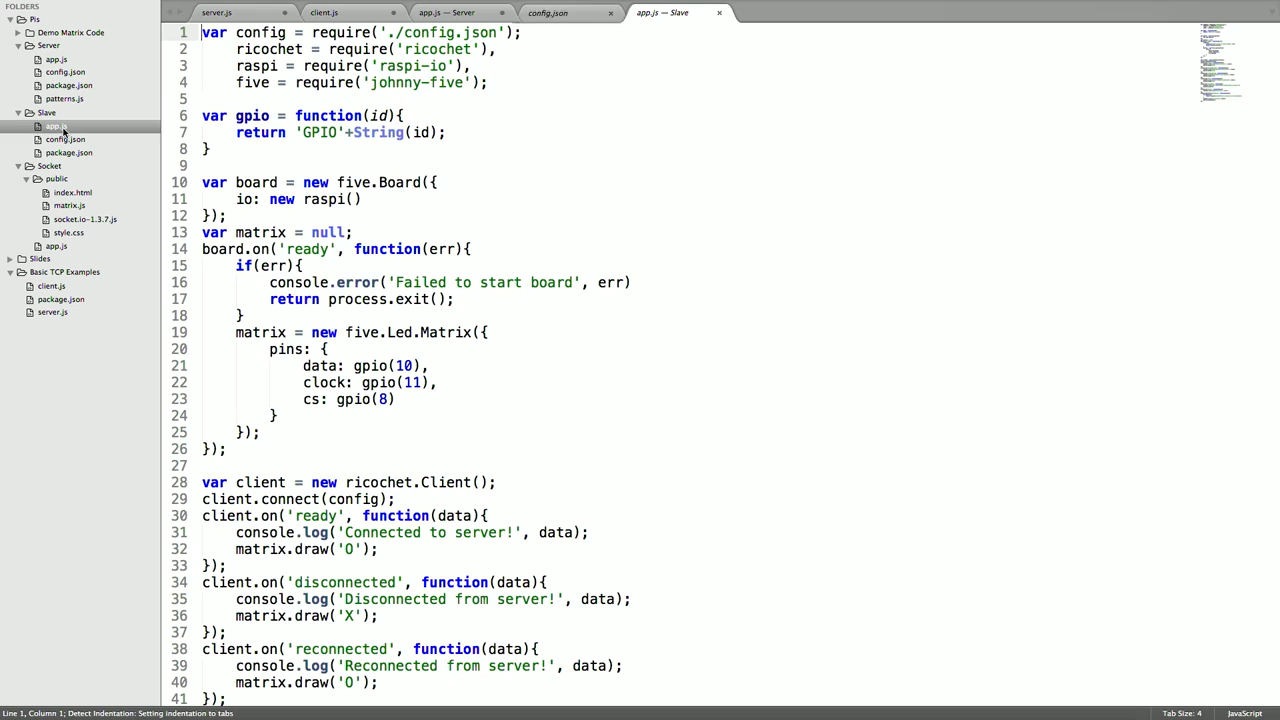 FOLDERS
Pis
Demo Matrix Code
Server
app.js
config.json
package.json
patterns.js
Slave
app.js
config.json
package.json
Socket
public
index.html
matrix.js
socket.io-1.3.7.js
style.css
app.js
Slides
Basic TCP Examples
client.js
package.json
server.js
server.js
client.js
app.js — Server
config.json
app.js — Slave
1 var config = require('./config.json');
2 ricochet = require('ricochet'),
3 raspi = require('raspi-io'),
4 five = require('johnny-five');
5
6 var gpio = function(id){
7 return 'GPIO'+String(id);
8 }
9
10 var board = new five.Board({
11 io: new raspi()
12 });
13 var matrix = null;
14 board.on('ready', function(err){
15 if(err){
16 console.error('Failed to start board', err)
17 return process.exit();
18 }
19 matrix = new five.Led.Matrix({
20 pins: {
21 data: gpio(10),
22 clock: gpio(11),
23 cs: gpio(8)
24 }
25 });
26 });
27
28 var client = new ricochet.Client();
29 client.connect(config);
30 client.on('ready', function(data){
31 console.log('Connected to server!', data);
32 matrix.draw('O');
33 });
34 client.on('disconnected', function(data){
35 console.log('Disconnected from server!', data);
36 matrix.draw('X');
37 });
38 client.on('reconnected', function(data){
39 console.log('Reconnected from server!', data);
40 matrix.draw('O');
41 });
Line 1, Column 1; Detect Indentation: Setting indentation to tabs
Tab Size: 4
JavaScript